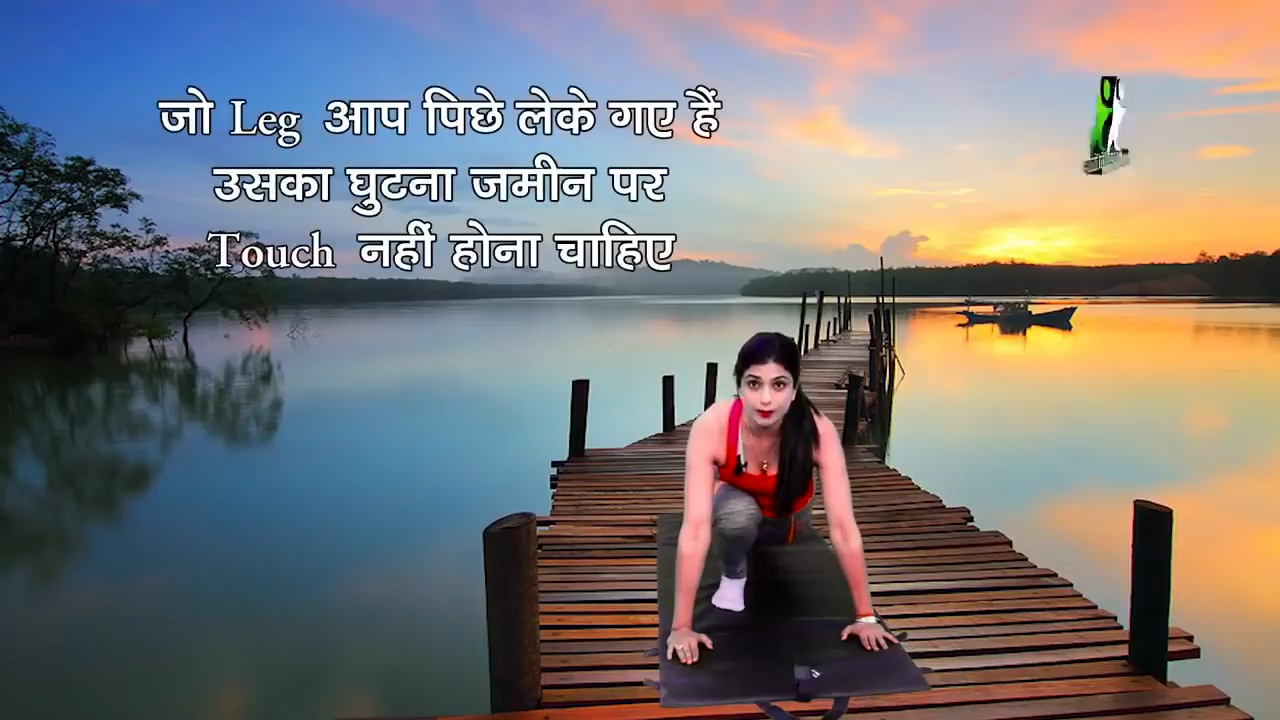 जो Leg आप पिछे लेके गए हैं
उसका घुटना जमीन पर
Touch नहीं होना चाहिए